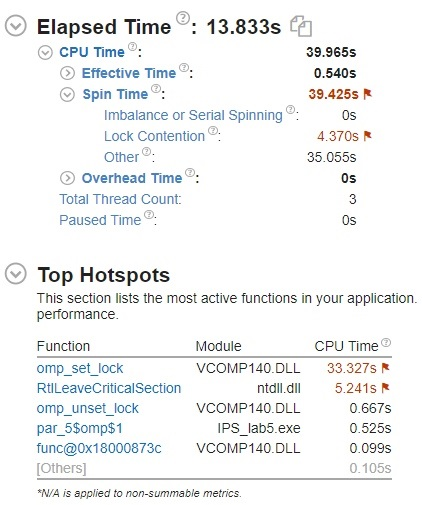 Elapsed Time ?: 13.833s
CPU Time ?: 39.965s
Effective Time ?: 0.540s
Spin Time ?: 39.425s
Imbalance or Serial Spinning ?: 0s
Lock Contention ?: 4.370s
Other ?: 35.055s
Overhead Time ?: 0s
Total Thread Count: 3
Paused Time ?: 0s
Top Hotspots
This section lists the most active functions in your application.
performance.
Function Module CPU Time ?
omp_set_lock VCOMP140.DLL 33.327s
RtlLeaveCriticalSection ntdll.dll 5.241s
omp_unset_lock VCOMP140.DLL 0.667s
par_5$omp$1 IPS_lab5.exe 0.525s
func@0x18000873c VCOMP140.DLL 0.099s
[Others] 0.105s
*N/A is applied to non-summable metrics.